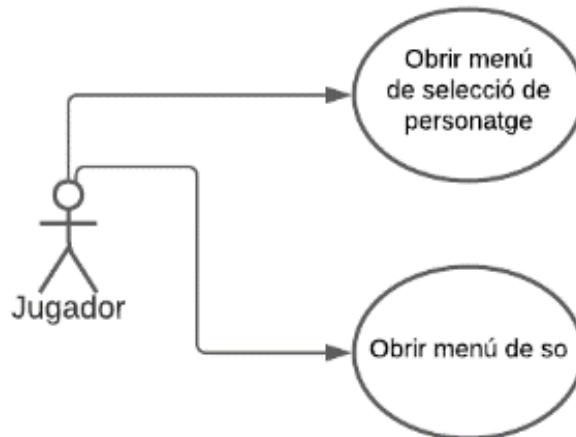 Obrir menú
de selecció de
personatge
Jugador
Obrir menú de so